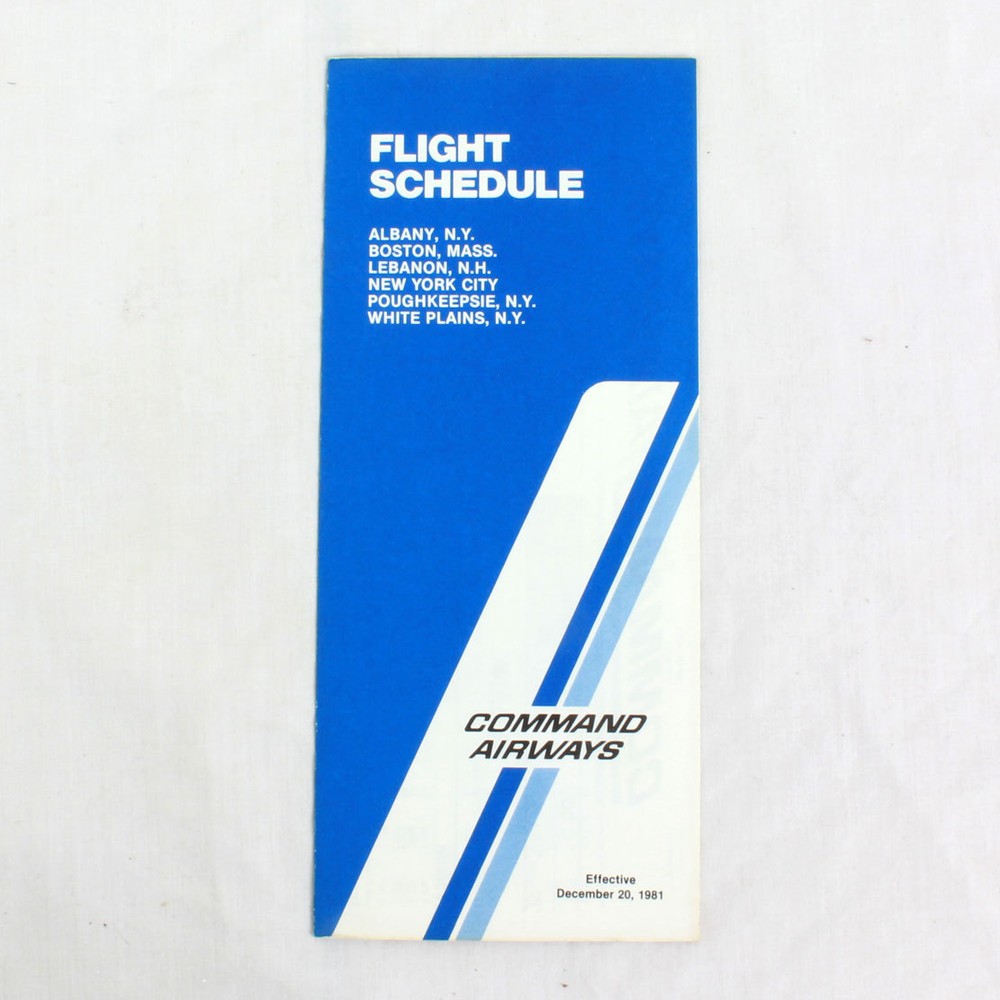 FLIGHT
SCHEDULE
ALBANY, N.Y.
BOSTON, MASS.
LEBANON, N.H.
NEW YORK CITY
POUGHKEEPSIE, N.Y.
WHITE PLAINS, N.Y.
COMMAND
AIRWAYS
Effective
December 20, 1981